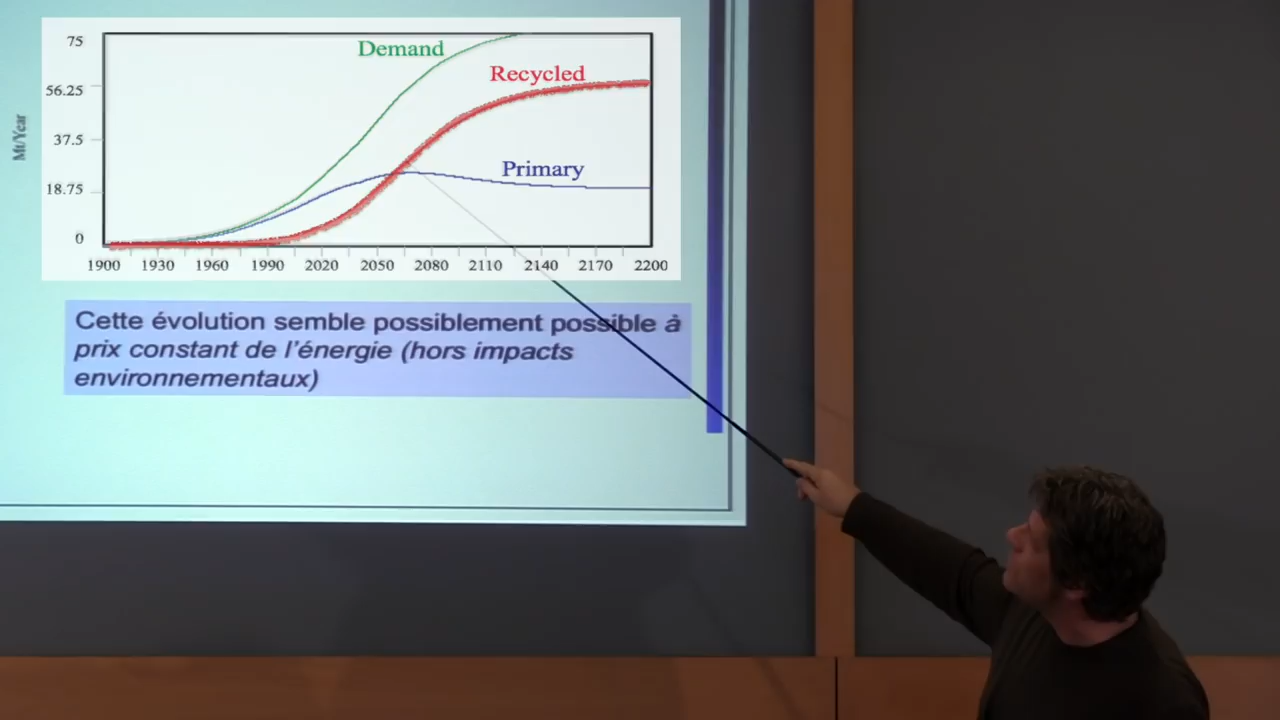 75
Demand
Recycled
56.25
Mt/Year
37.5
Primary
18.75
0
1900 1930 1960 1990 2020 2050 2080 2110 2140 2170 2200
Cette évolution semble possiblement possible à
prix constant de l'énergie (hors impacts
environnementaux)